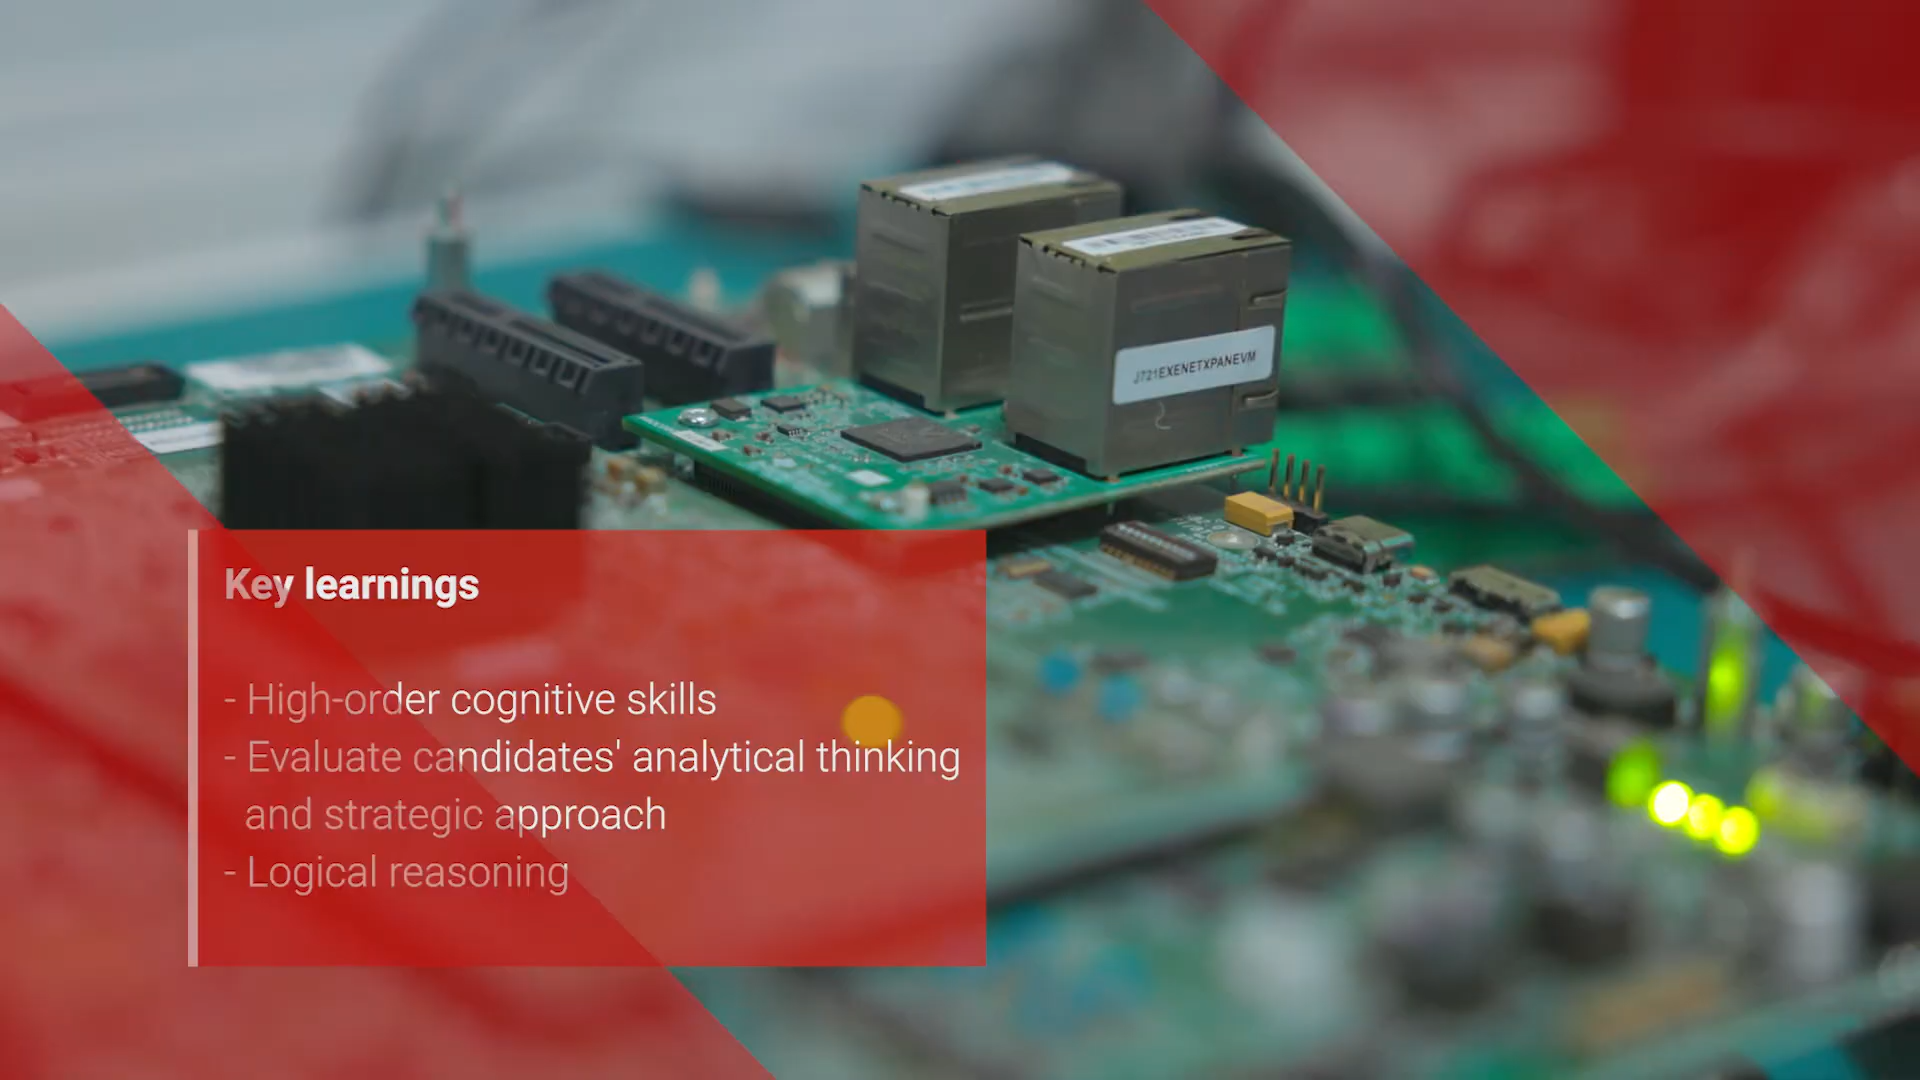 J721EXENETXPANEVM
Key learnings
- High-order cognitive skills
- Evaluate candidates' analytical thinking
and strategic approach
- Logical reasoning